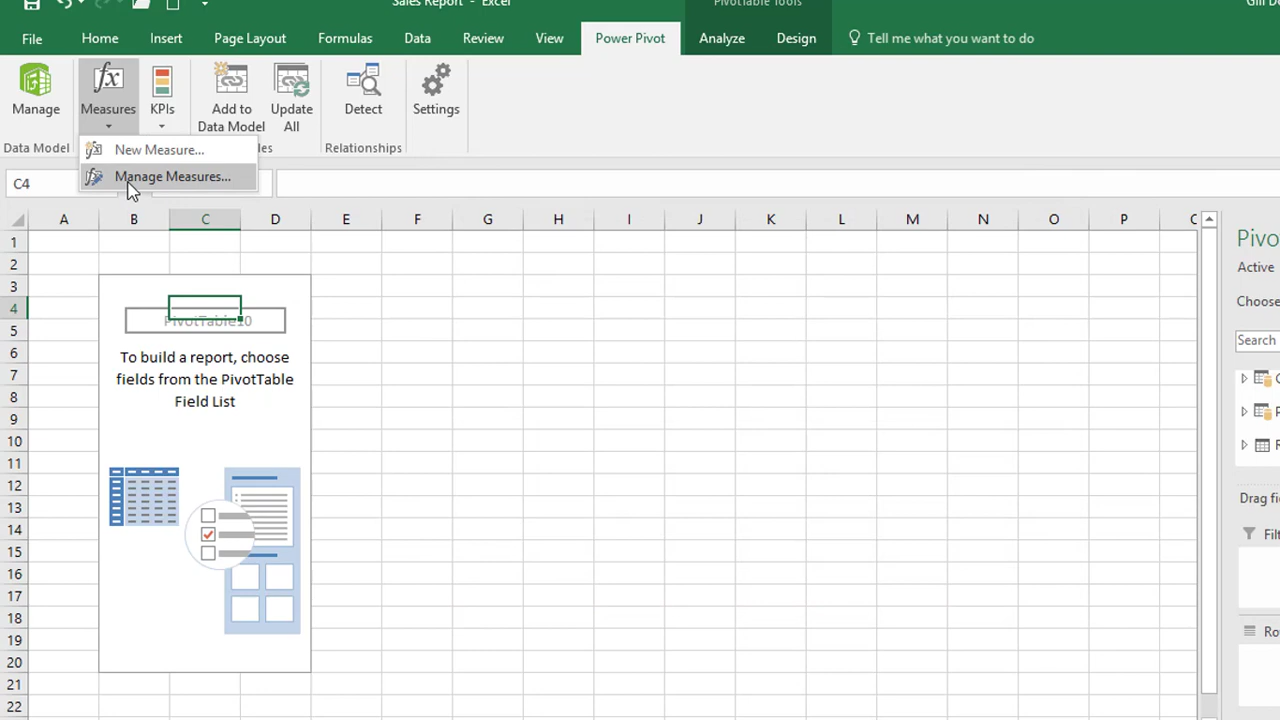 Sales Report - Excel
PivotTable Tools
File
Home
Insert
Page Layout
Formulas
Data
Review
View
Power Pivot
Analyze
Design
Tell me what you want to do
Manage
Measures
KPIs
Add to
Data Model
Update
All
Detect
Settings
Data Model
Relationships
New Measure...
Manage Measures...
C4
A B C D E F G H I J K L M N O P
1
2
3
4
5
6
7
8
9
10
11
12
13
14
15
16
17
18
19
20
21
22
PivotTable10
To build a report, choose
fields from the PivotTable
Field List
Active
Search